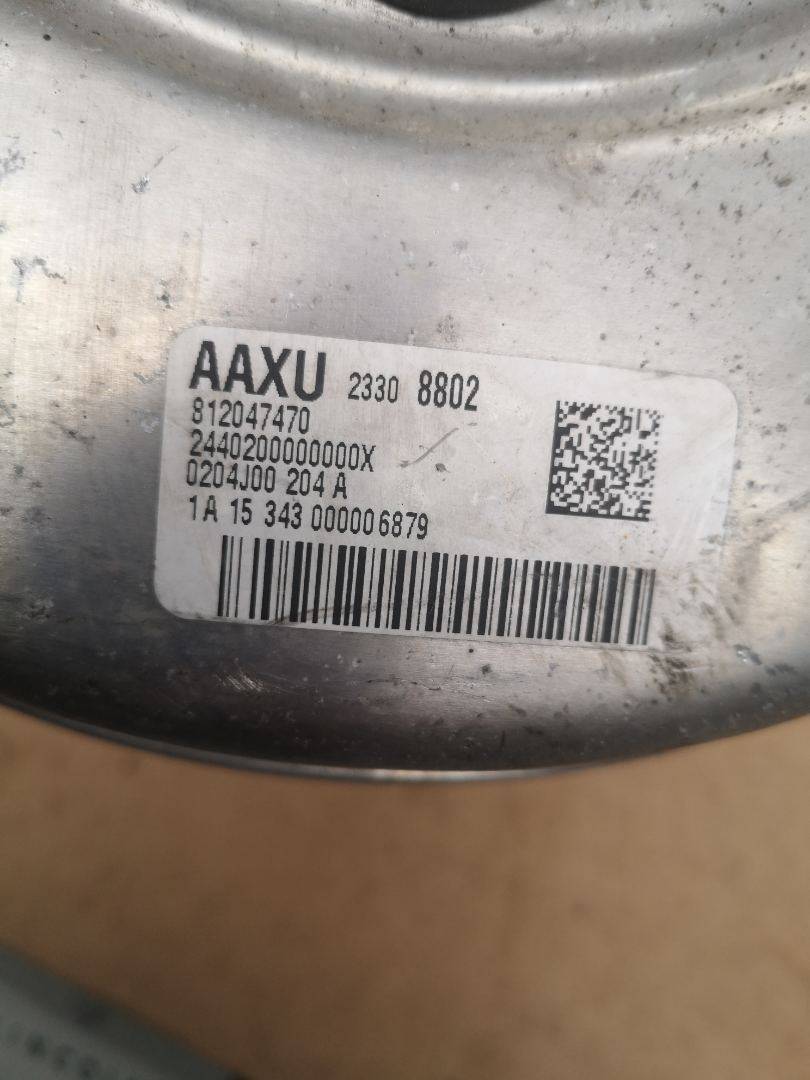 AAXU 2330 8802
812047470
2440200000000X
0204J00 204 A
1A 15 343 000006879